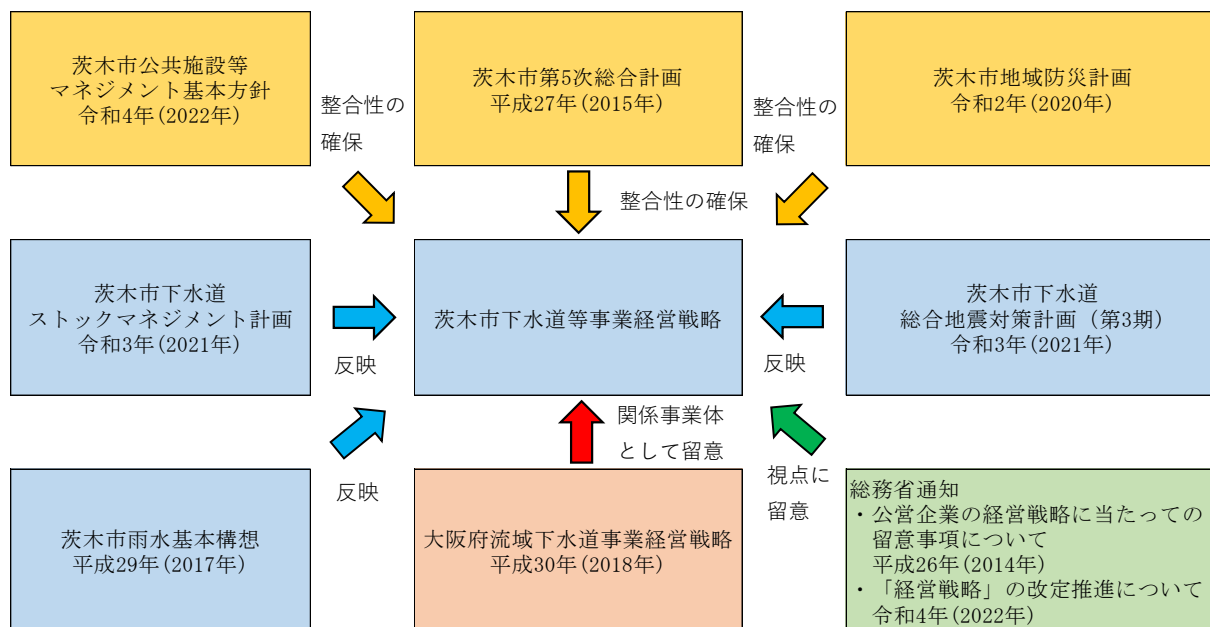 茨木市公共施設等
マネジメント基本方針
令和4年(2022年)
整合性の
確保
茨木市第5次総合計画
平成27年(2015年)
整合性の確保
茨木市地域防災計画
令和2年(2020年)
整合性の
確保
茨木市下水道
ストックマネジメント計画
令和3年(2021年)
反映
茨木市下水道等事業経営戦略
茨木市下水道
総合地震対策計画（第3期）
令和3年(2021年)
反映
茨木市雨水基本構想
平成29年(2017年)
反映
関係事業体
として留意
大阪府流域下水道事業経営戦略
平成30年(2018年)
視点に
留意
総務省通知
・公営企業の経営戦略に当たっての
留意事項について
平成26年(2014年)
・「経営戦略」の改定推進について
令和4年(2022年)